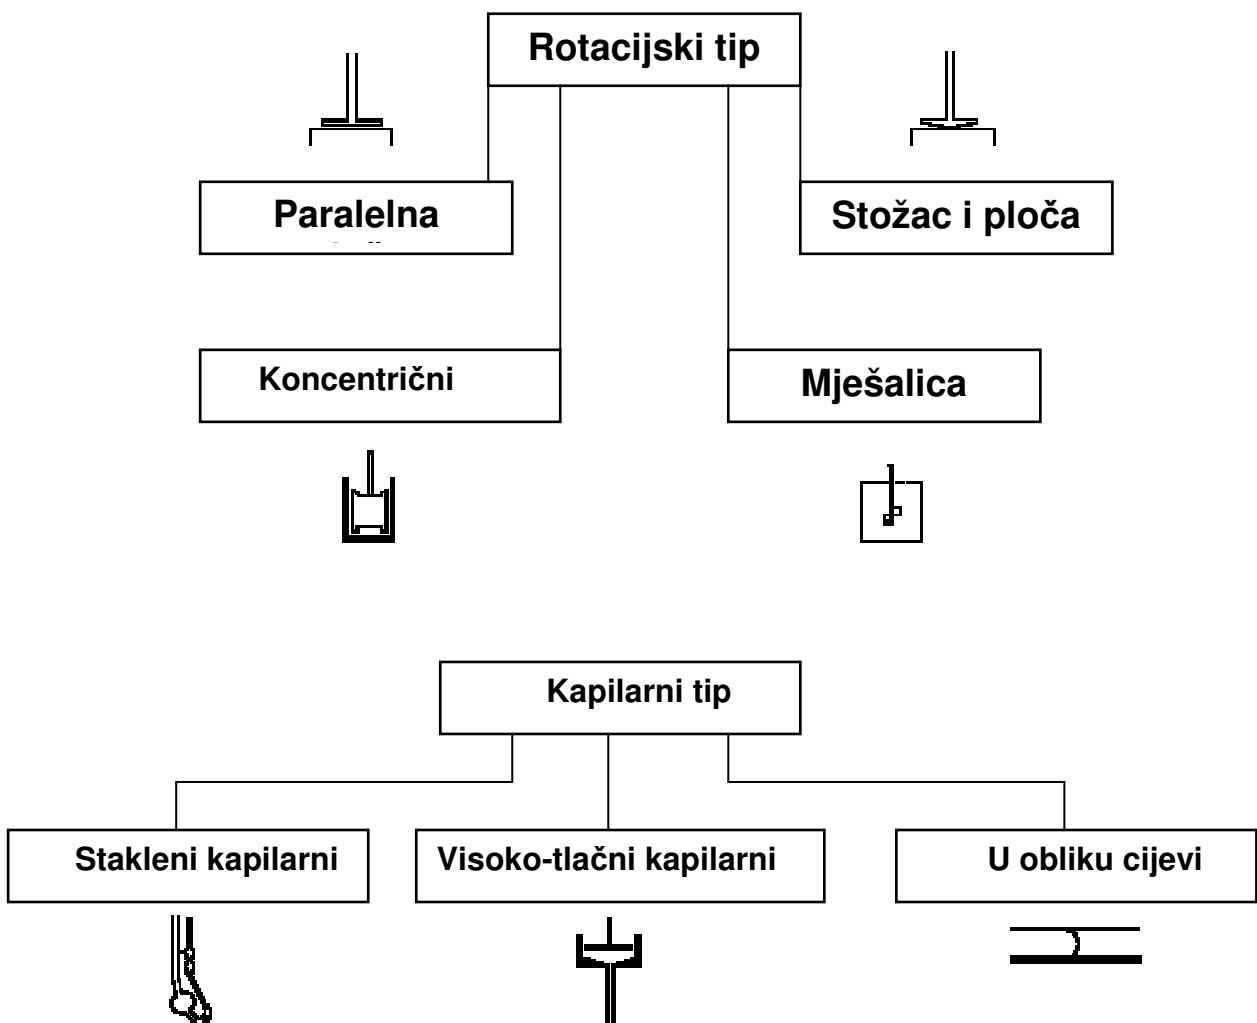 Rotacijski tip
Paralelna
Stožac i ploča
Koncentrični
Mješalica
Kapilarni tip
Stakleni kapilarni
Visoko-tlačni kapilarni
U obliku cijevi